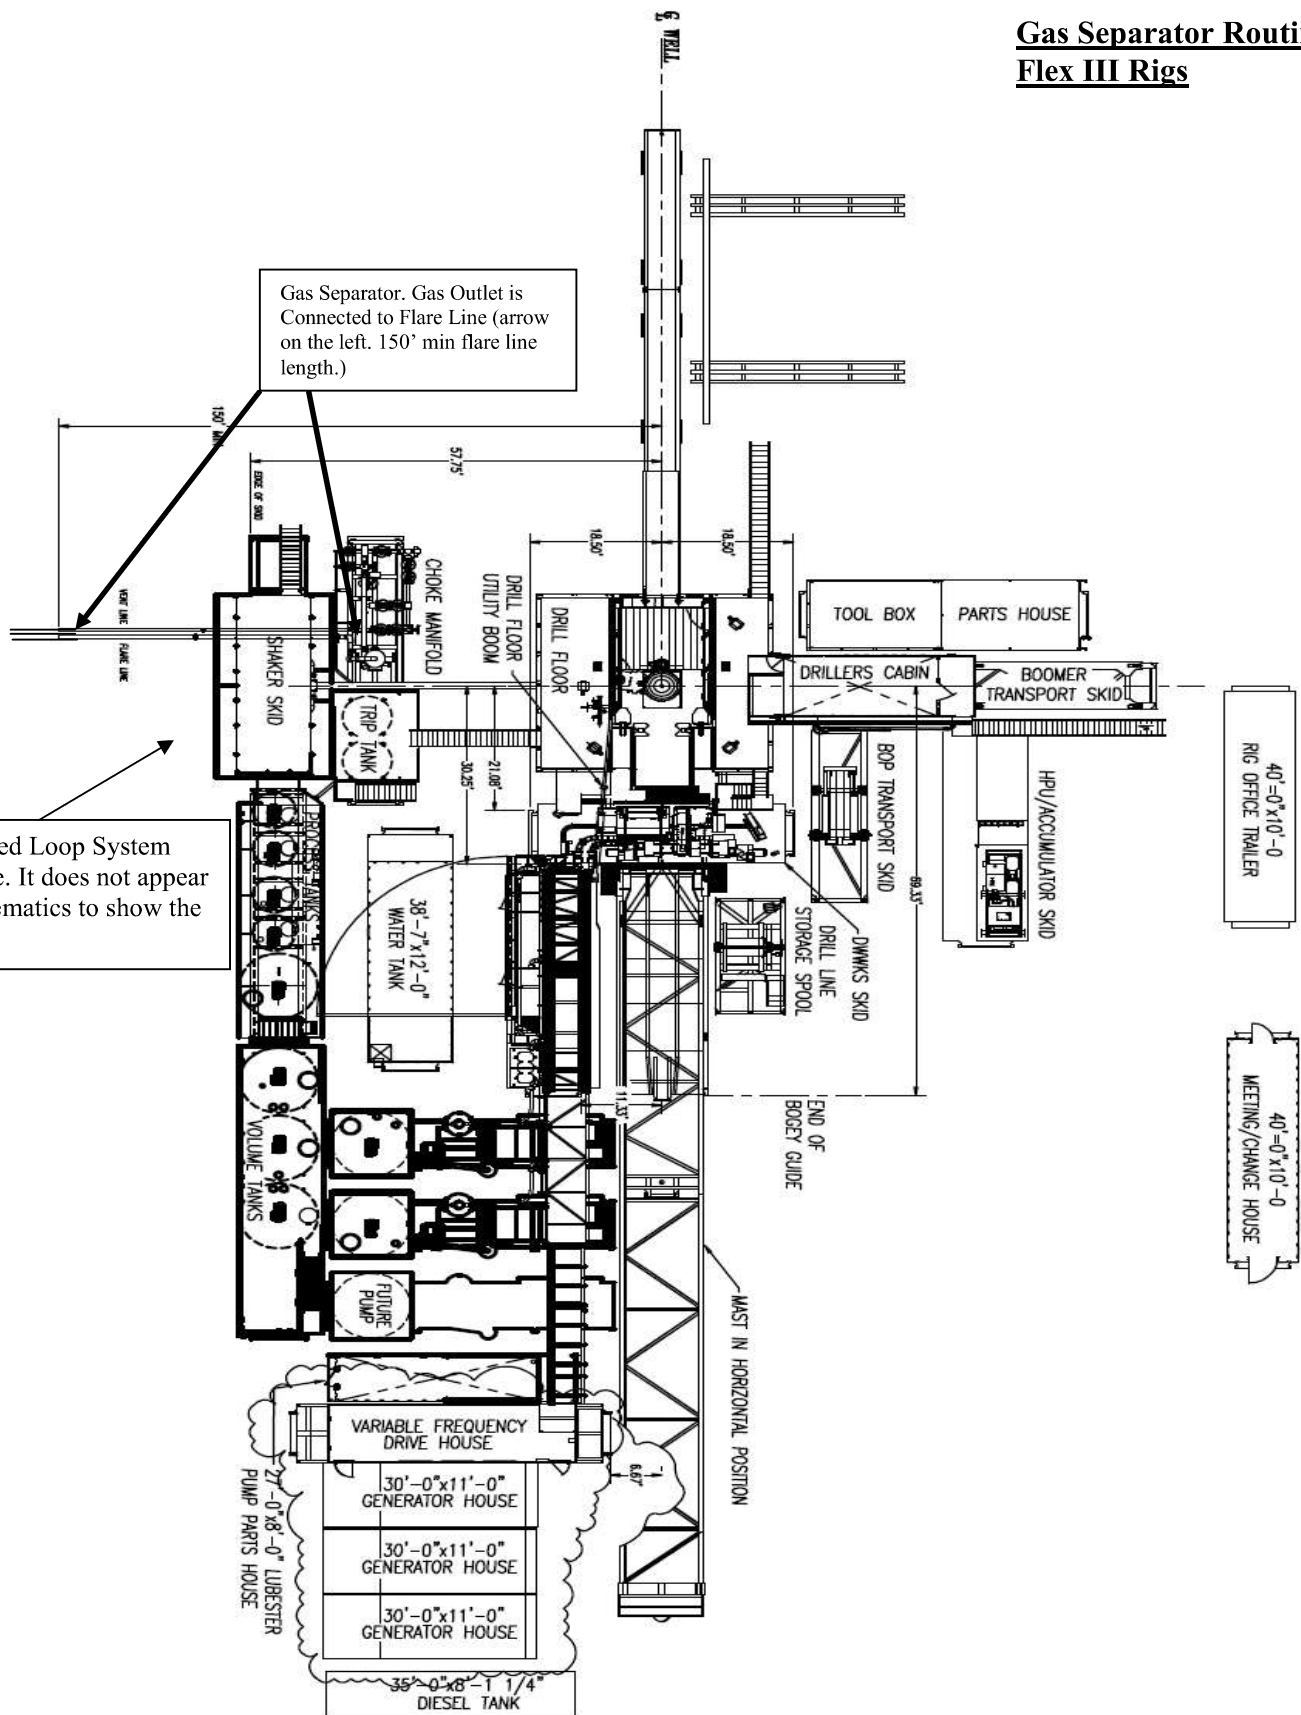 Gas Separator Routin
Flex III Rigs
℄ WELL
Gas Separator. Gas Outlet is
Connected to Flare Line (arrow
on the left. 150’ min flare line
length.)
150' MIN
57.75'
EDGE OF SKID
18.50'
18.50'
CHOKE MANIFOLD
DRILL FLOOR
UTILITY BOOM
DRILL FLOOR
TOOL BOX
PARTS HOUSE
DRILLERS CABIN
BOOMER
TRANSPORT SKID
VENT LINE
FLARE LINE
SHAKER SKID
TRIP TANK
21.08'
30.25'
BOP TRANSPORT SKID
HPU/ACCUMULATOR SKID
40'=0"x10'-0
RIG OFFICE TRAILER
69.33'
ed Loop System
e. It does not appear
ematics to show the
PROCESS TANKS
38'-7"x12'-0"
WATER TANK
DRILL LINE
STORAGE SPOOL
DWWKS SKID
11.33'
END OF
BOGEY GUIDE
40'=0"x10'-0
MEETING/CHANGE HOUSE
VOLUME TANKS
FUTURE
PUMP
MAST IN HORIZONTAL POSITION
VARIABLE FREQUENCY
DRIVE HOUSE
6.67'
27'-0"x8'-0" LUBESTER
PUMP PARTS HOUSE
30'-0"x11'-0"
GENERATOR HOUSE
30'-0"x11'-0"
GENERATOR HOUSE
30'-0"x11'-0"
GENERATOR HOUSE
35'-0"x8'-1 1/4"
DIESEL TANK